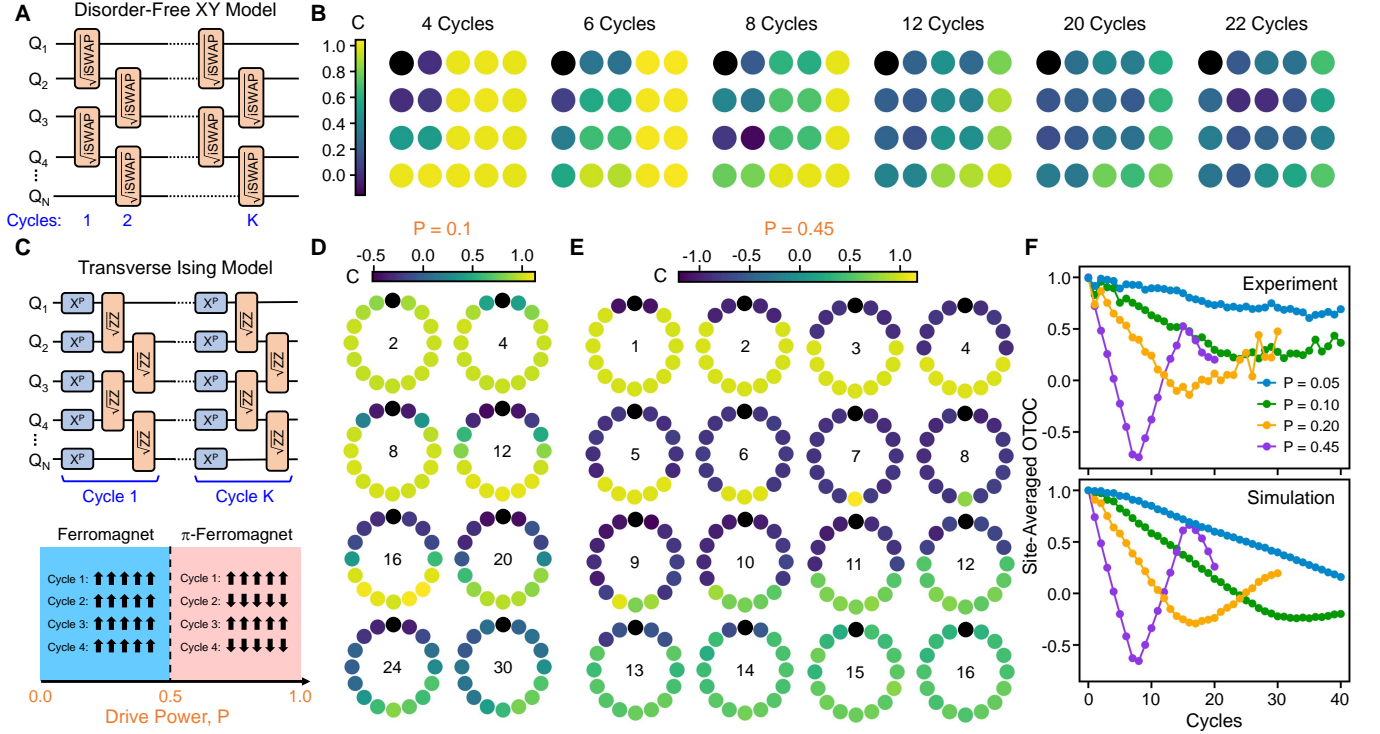 A
Disorder-Free XY Model
Q1
Q2
Q3
Q4
QN
√iSWAP
√iSWAP
√iSWAP
√iSWAP
√iSWAP
√iSWAP
√iSWAP
√iSWAP
Cycles: 1 2 K
B
C
1.0
0.8
0.6
0.4
0.2
0.0
4 Cycles
6 Cycles
8 Cycles
12 Cycles
20 Cycles
22 Cycles
C
Transverse Ising Model
Q1
Q2
Q3
Q4
QN
X^P
X^P
X^P
X^P
X^P
X^P
X^P
X^P
X^P
X^P
√ZZ
√ZZ
√ZZ
√ZZ
√ZZ
√ZZ
√ZZ
√ZZ
Cycle 1
Cycle K
Ferromagnet
Cycle 1:
Cycle 2:
Cycle 3:
Cycle 4:
π-Ferromagnet
Cycle 1:
Cycle 2:
Cycle 3:
Cycle 4:
0.0 0.5 1.0
Drive Power, P
D
P = 0.1
C
-0.5 0.0 0.5 1.0
2
4
8
12
16
20
24
30
E
P = 0.45
C
-1.0 -0.5 0.0 0.5 1.0
1
2
3
4
5
6
7
8
9
10
11
12
13
14
15
16
F
Site-Averaged OTOC
Experiment
1.0
0.5
0.0
-0.5
P = 0.05
P = 0.10
P = 0.20
P = 0.45
Simulation
1.0
0.5
0.0
-0.5
0 10 20 30 40
Cycles